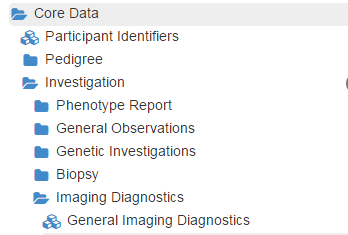 Core Data
Participant Identifiers
Pedigree
Investigation
Phenotype Report
General Observations
Genetic Investigations
Biopsy
Imaging Diagnostics
General Imaging Diagnostics